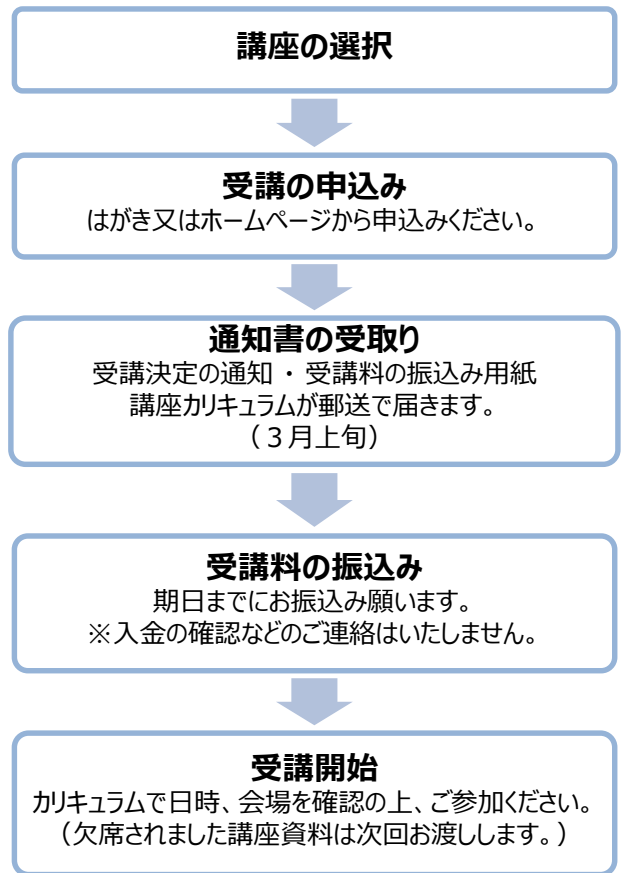 講座の選択
受講の申込み
はがき又はホームページから申込みください。
通知書の受取り
受講決定の通知・受講料の振込み用紙
講座カリキュラムが郵送で届きます。
（３月上旬）
受講料の振込み
期日までにお振込み願います。
※入金の確認などのご連絡はいたしません。
受講開始
カリキュラムで日時、会場を確認の上、ご参加ください。
（欠席されました講座資料は次回お渡しします。）